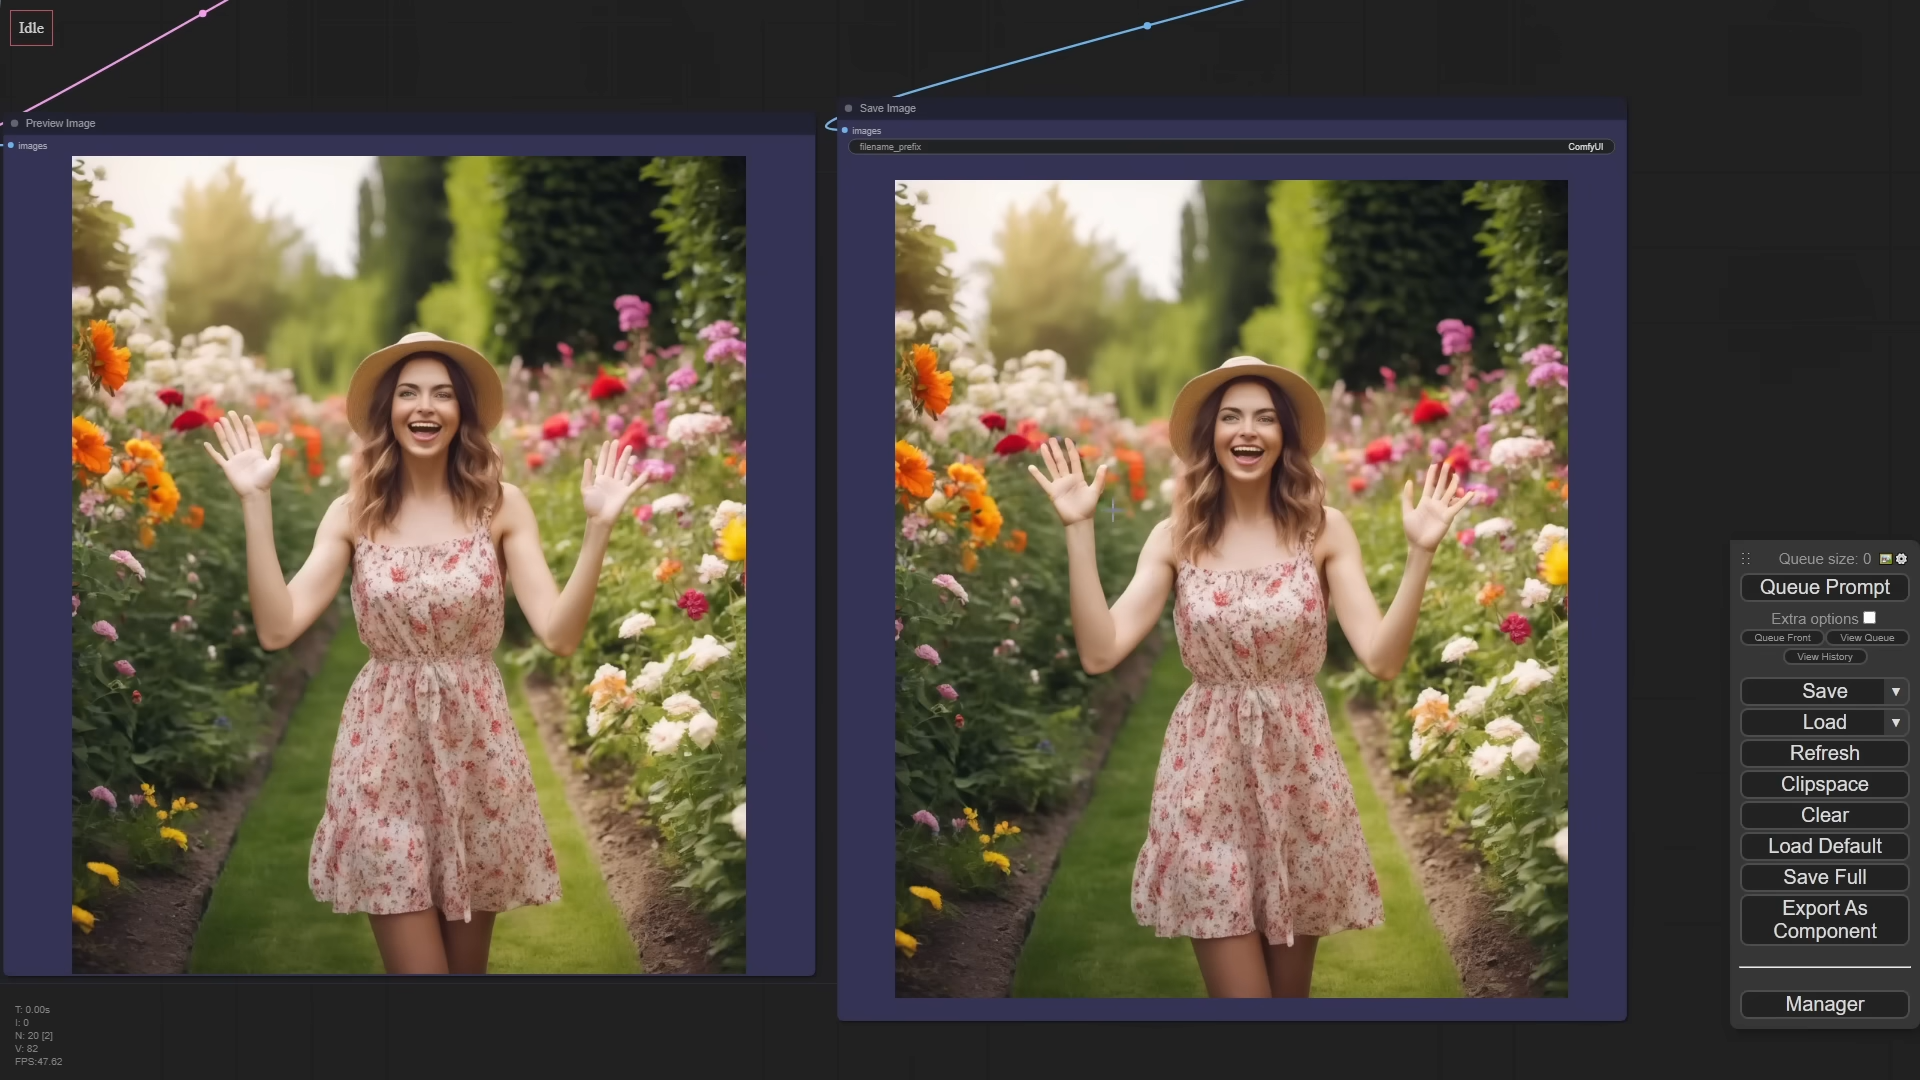 Idle
Preview Image
images
Save Image
images
filename_prefix
ComfyUI
Queue size: 0
Queue Prompt
Extra options
Queue Front
View Queue
View History
Save ▼
Load ▼
Refresh
Clipspace
Clear
Load Default
Save Full
Export As
Component
Manager
T: 0.00s
I: 0
N: 20 [2]
V: 82
FPS:47.62